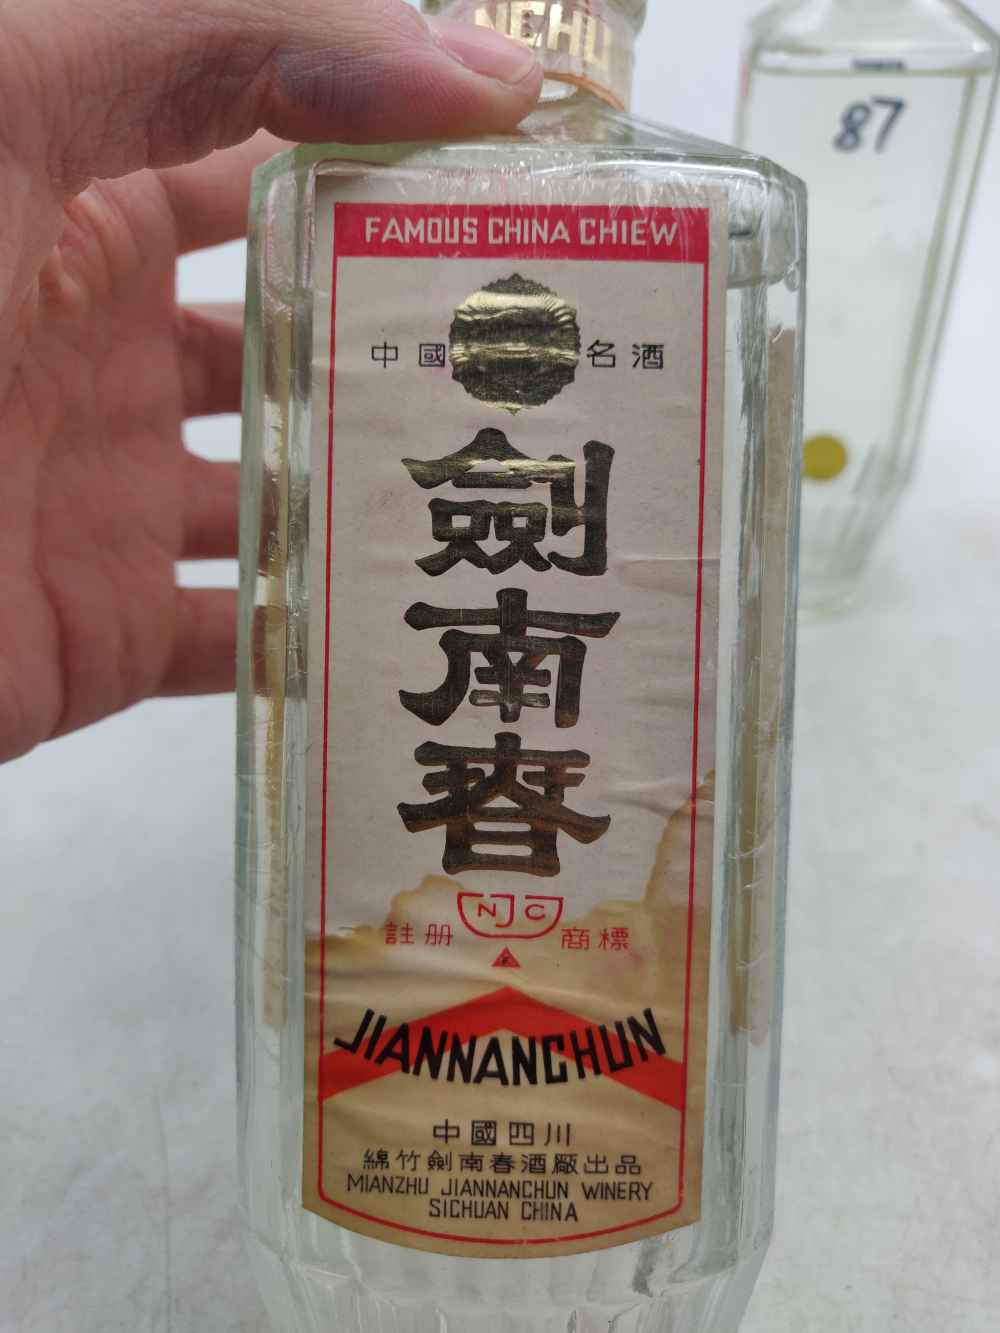 NGHU
87
FAMOUS CHINA CHIEW
中國 名酒
劍南春
NJC
註册 商標
JIANNANCHUN
中國四川
綿竹劍南春酒廠出品
MIANZHU JIANNANCHUN WINERY
SICHUAN CHINA